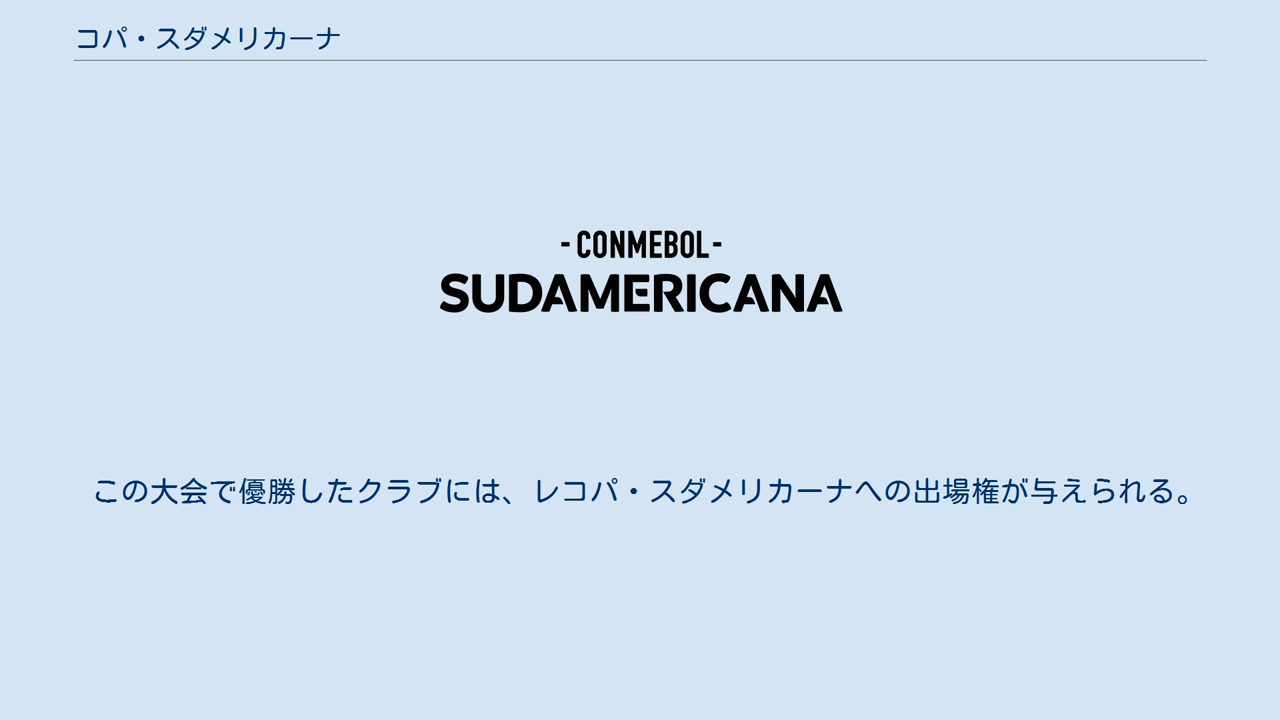 コパ・スダメリカーナ
-CONMEBOL-
SUDAMERICANA
この大会で優勝したクラブには、レコパ・スダメリカーナへの出場権が与えられる。